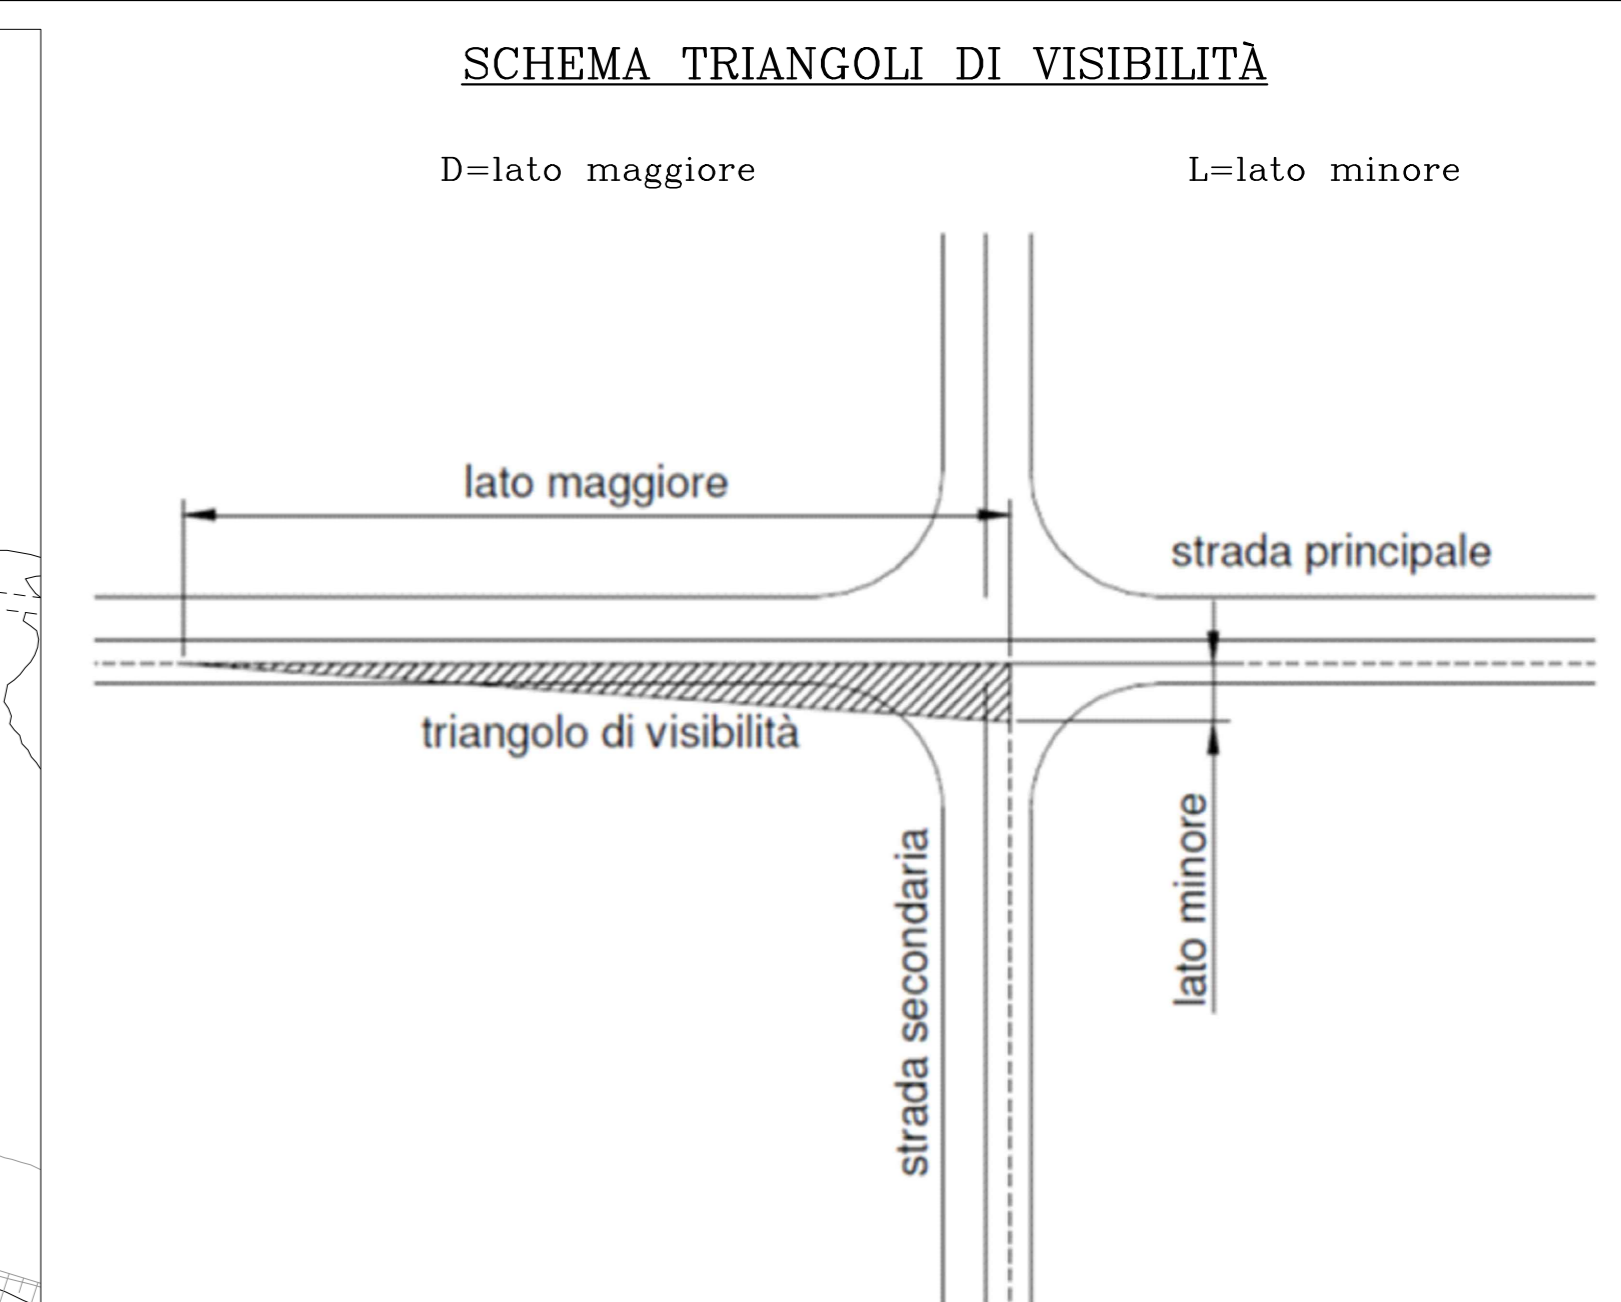 SCHEMA TRIANGOLI DI VISIBILITÀ
D=lato maggiore
L=lato minore
lato maggiore
strada principale
triangolo di visibilità
lato minore
strada secondaria